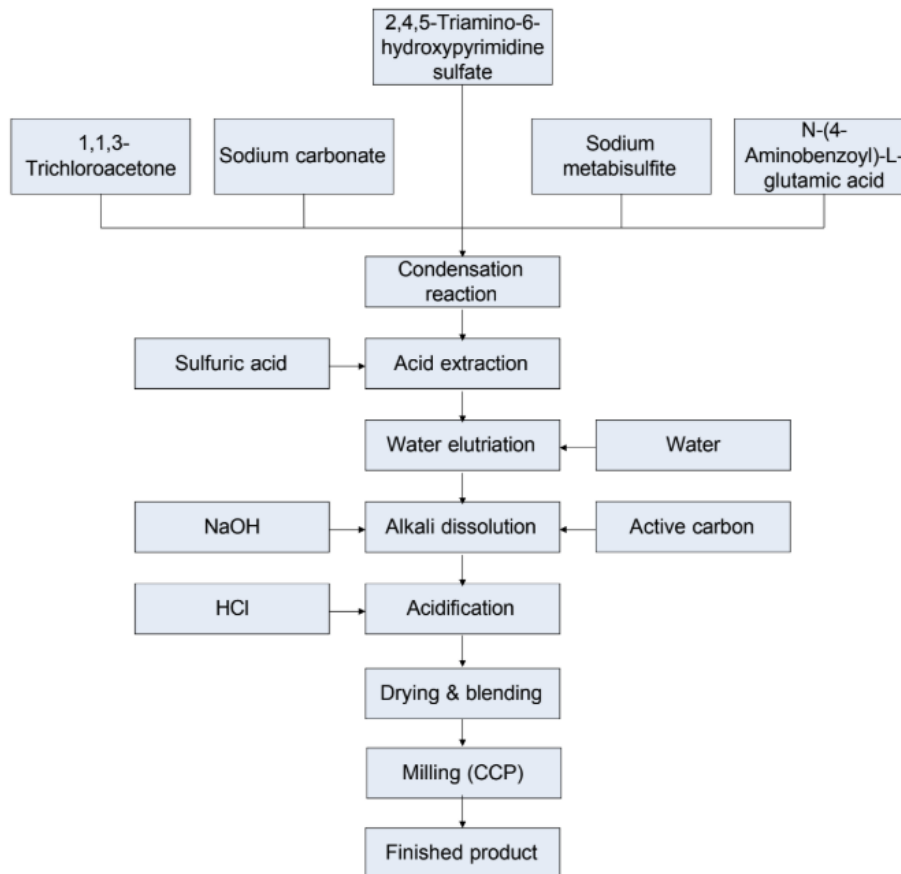 2,4,5-Triamino-6-
hydroxypyrimidine
sulfate
1,1,3-
Trichloroacetone
Sodium carbonate
Sodium
metabisulfite
N-(4-
Aminobenzoyl)-L-
glutamic acid
Condensation
reaction
Sulfuric acid
Acid extraction
Water elutriation
Water
NaOH
Alkali dissolution
Active carbon
HCl
Acidification
Drying & blending
Milling (CCP)
Finished product